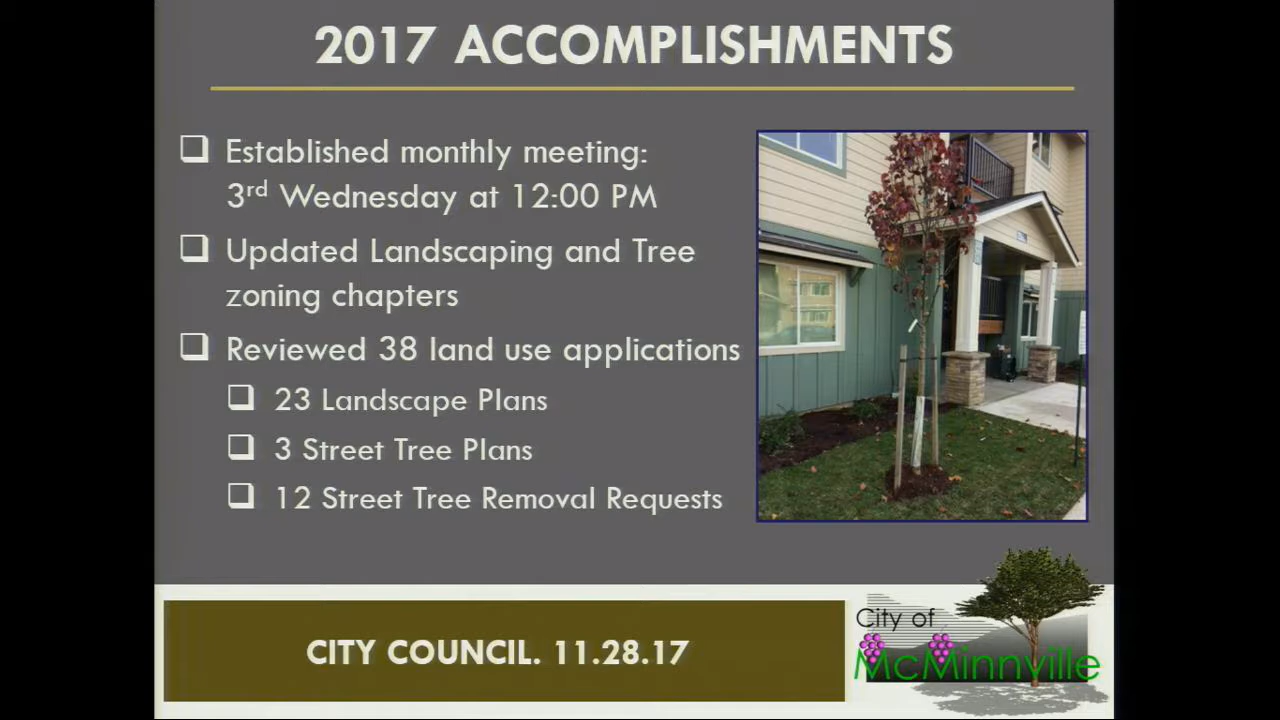 2017 ACCOMPLISHMENTS
Established monthly meeting:
3rd Wednesday at 12:00 PM
Updated Landscaping and Tree
zoning chapters
Reviewed 38 land use applications
23 Landscape Plans
3 Street Tree Plans
12 Street Tree Removal Requests
CITY COUNCIL. 11.28.17
City of
McMinnville